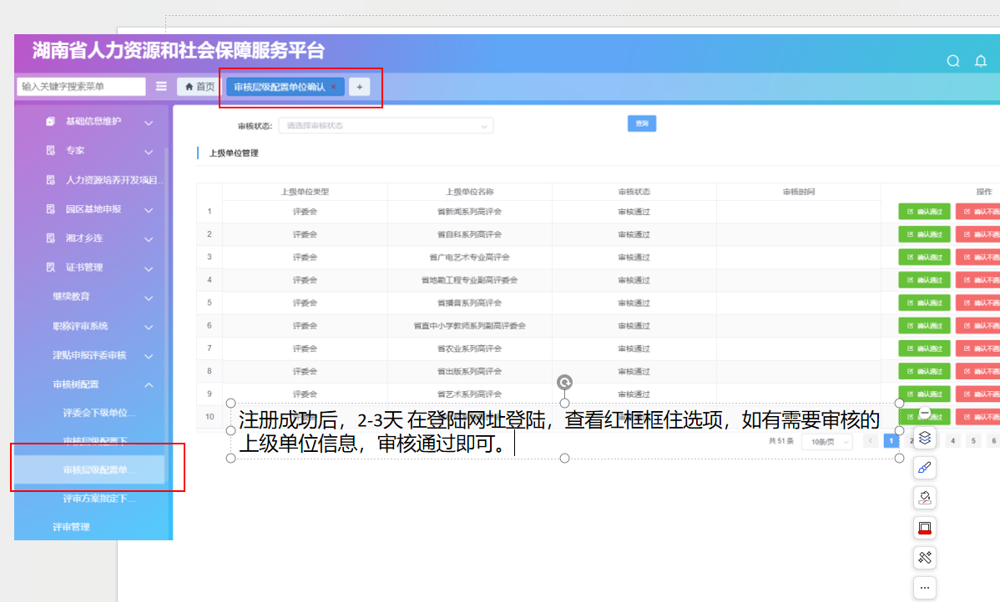 湖南省人力资源和社会保障服务平台
输入关键字搜索菜单
首页
审核层级配置单位确认 ×
+
基础信息维护
专家
人力资源培养开发项目...
园区基地申报
湘才乡连
证书管理
继续教育
职称评审系统
津贴申报评委审核
审核树配置
评委会下级单位...
审核层级配置下...
审核层级配置单...
评审方案指定下...
评审管理
审核状态: 请选择审核状态
查询
上级单位管理
上级单位类型 上级单位名称 审核状态 审核时间 操作
1 评委会 省新闻系列高评会 审核通过 确认通过 确认不通
2 评委会 省自科系列高评会 审核通过 确认通过 确认不通
3 评委会 省广电艺术专业高评会 审核通过 确认通过 确认不通
4 评委会 省地勘工程专业副高评委会 审核通过 确认通过 确认不通
5 评委会 省播音系列高评会 审核通过 确认通过 确认不通
6 评委会 省直中小学教师系列副高评委会 审核通过 确认通过 确认不通
7 评委会 省农业系列高评会 审核通过 确认通过 确认不通
8 评委会 省出版系列高评会 审核通过 确认通过 确认不通
9 评委会 省艺术系列高评会 审核通过 确认通过 确认不通
10 通过 确认不通
注册成功后，2-3天 在登陆网址登陆，查看红框框住选项，如有需要审核的
上级单位信息，审核通过即可。
共 51 条 10条/页 < 1 2 4 5 6